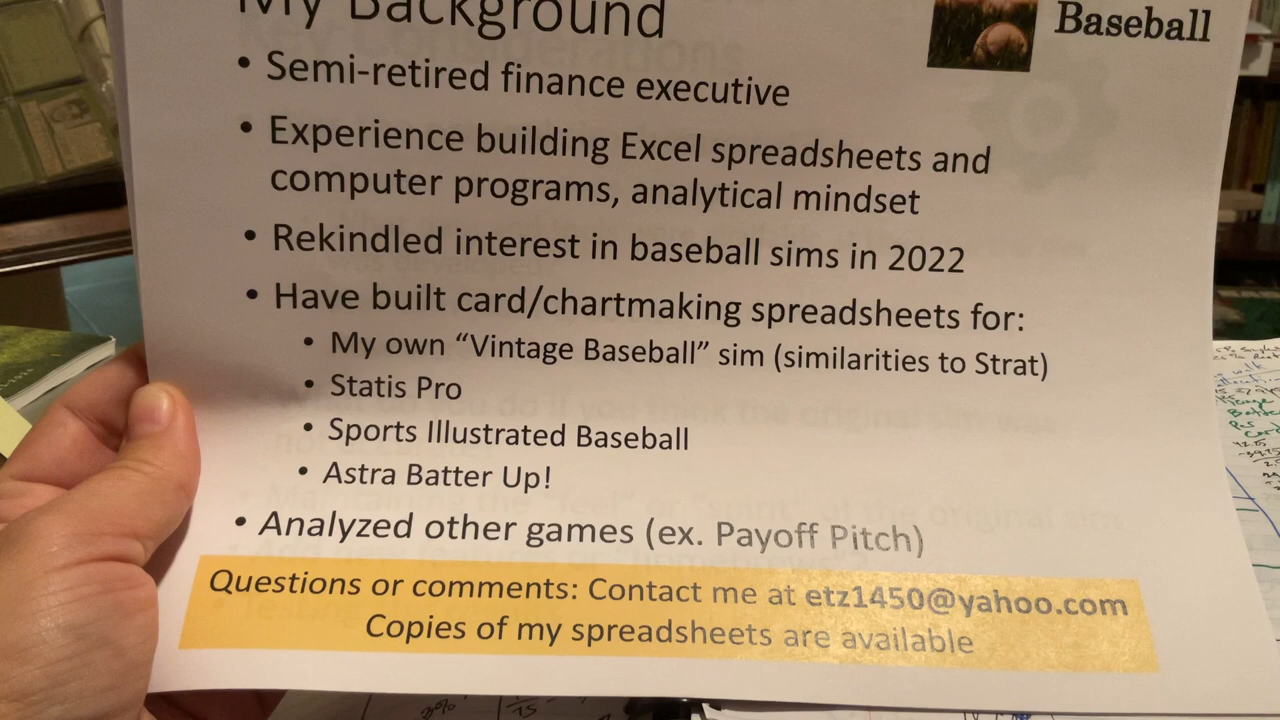 My Background
Baseball
• Semi-retired finance executive
• Experience building Excel spreadsheets and
computer programs, analytical mindset
• Rekindled interest in baseball sims in 2022
• Have built card/chartmaking spreadsheets for:
• My own “Vintage Baseball” sim (similarities to Strat)
• Statis Pro
• Sports Illustrated Baseball
• Astra Batter Up!
• Analyzed other games (ex. Payoff Pitch)
Questions or comments: Contact me at etz1450@yahoo.com
Copies of my spreadsheets are available